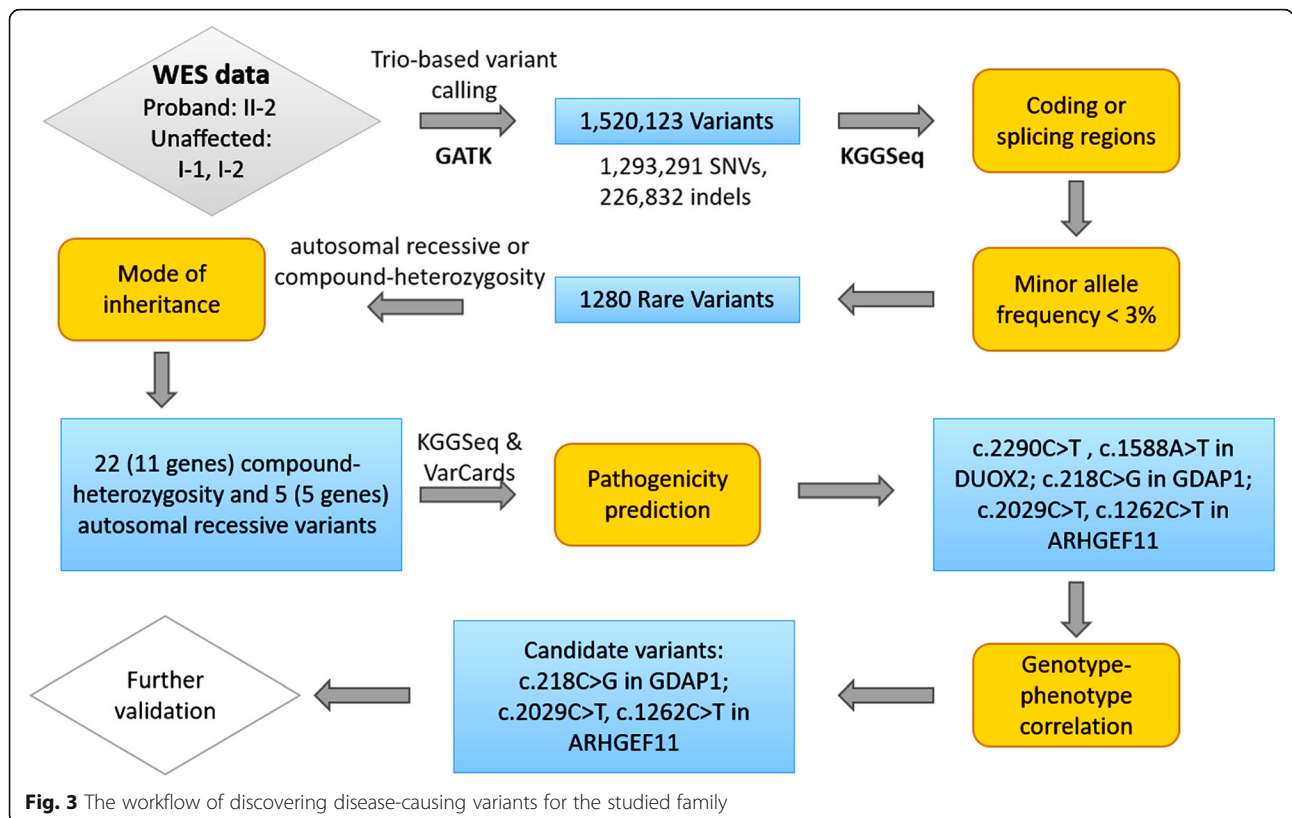 WES data
Proband: II-2
Unaffected:
I-1, I-2
Trio-based variant
calling
GATK
1,520,123 Variants
1,293,291 SNVs,
226,832 indels
KGGSeq
Coding or
splicing regions
Minor allele
frequency < 3%
1280 Rare Variants
autosomal recessive or
compound-heterozygosity
Mode of
inheritance
22 (11 genes) compound-
heterozygosity and 5 (5 genes)
autosomal recessive variants
KGGSeq &
VarCards
Pathogenicity
prediction
c.2290C>T , c.1588A>T in
DUOX2; c.218C>G in GDAP1;
c.2029C>T, c.1262C>T in
ARHGEF11
Genotype-
phenotype
correlation
Candidate variants:
c.218C>G in GDAP1;
c.2029C>T, c.1262C>T in
ARHGEF11
Further
validation
Fig. 3 The workflow of discovering disease-causing variants for the studied family